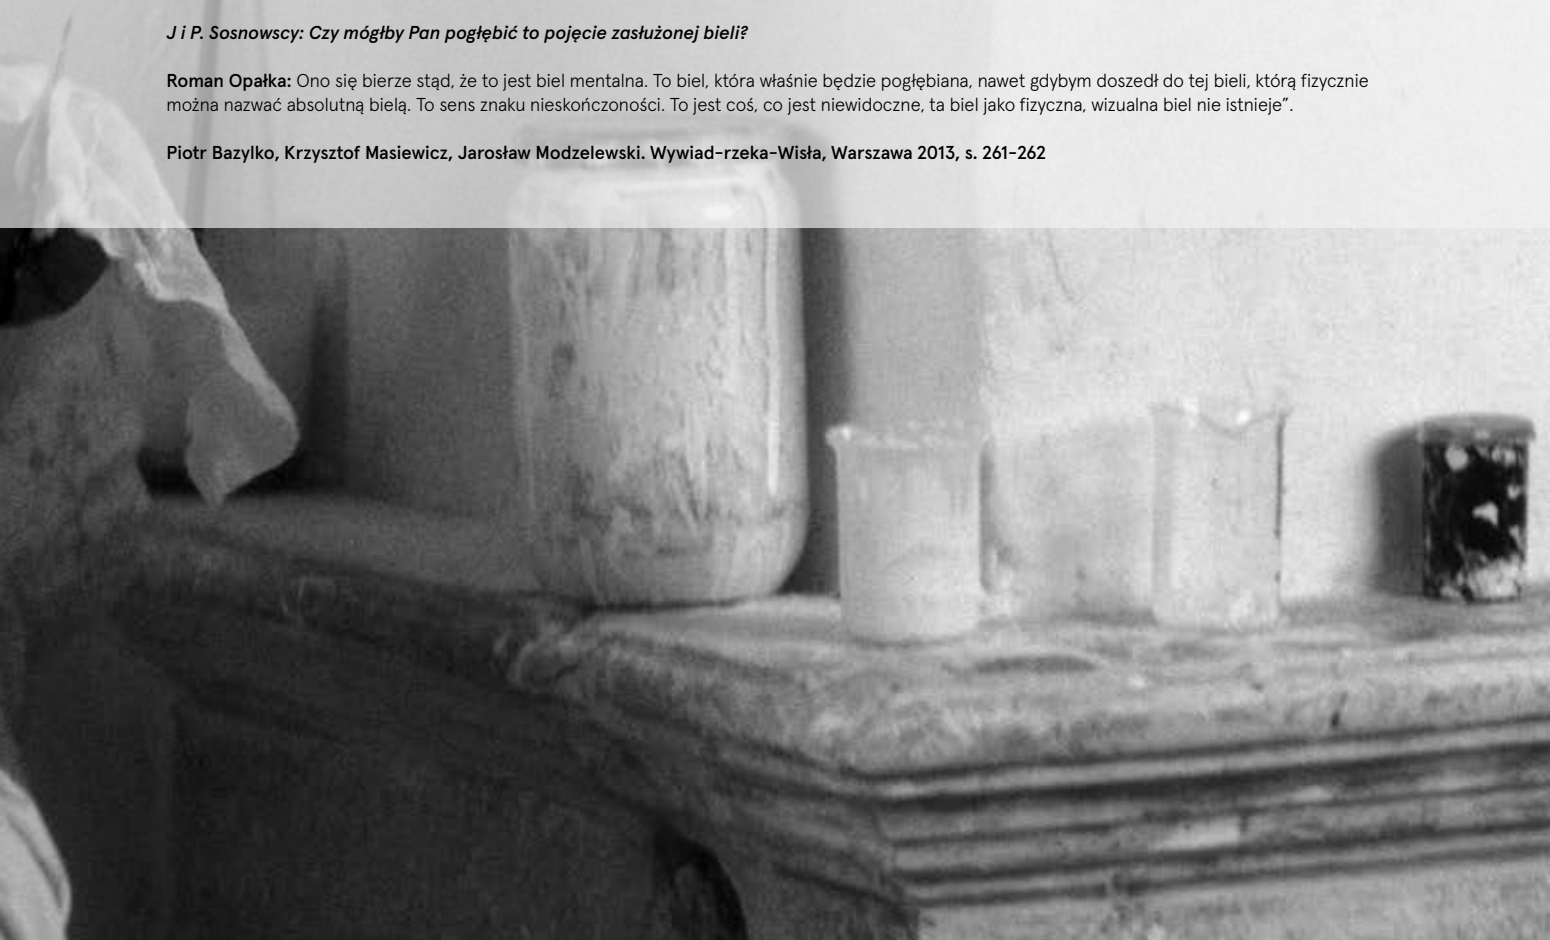 J i P. Sosnowscy: Czy mógłby Pan pogłębić to pojęcie zasłużonej bieli?
Roman Opałka: Ono się bierze stąd, że to jest biel mentalna. To biel, która właśnie będzie pogłębiana, nawet gdybym doszedł do tej bieli, którą fizycznie
można nazwać absolutną bielą. To sens znaku nieskończoności. To jest coś, co jest niewidoczne, ta biel jako fizyczna, wizualna biel nie istnieje”.
Piotr Bazylko, Krzysztof Masiewicz, Jarosław Modzelewski. Wywiad-rzeka-Wisła, Warszawa 2013, s. 261-262